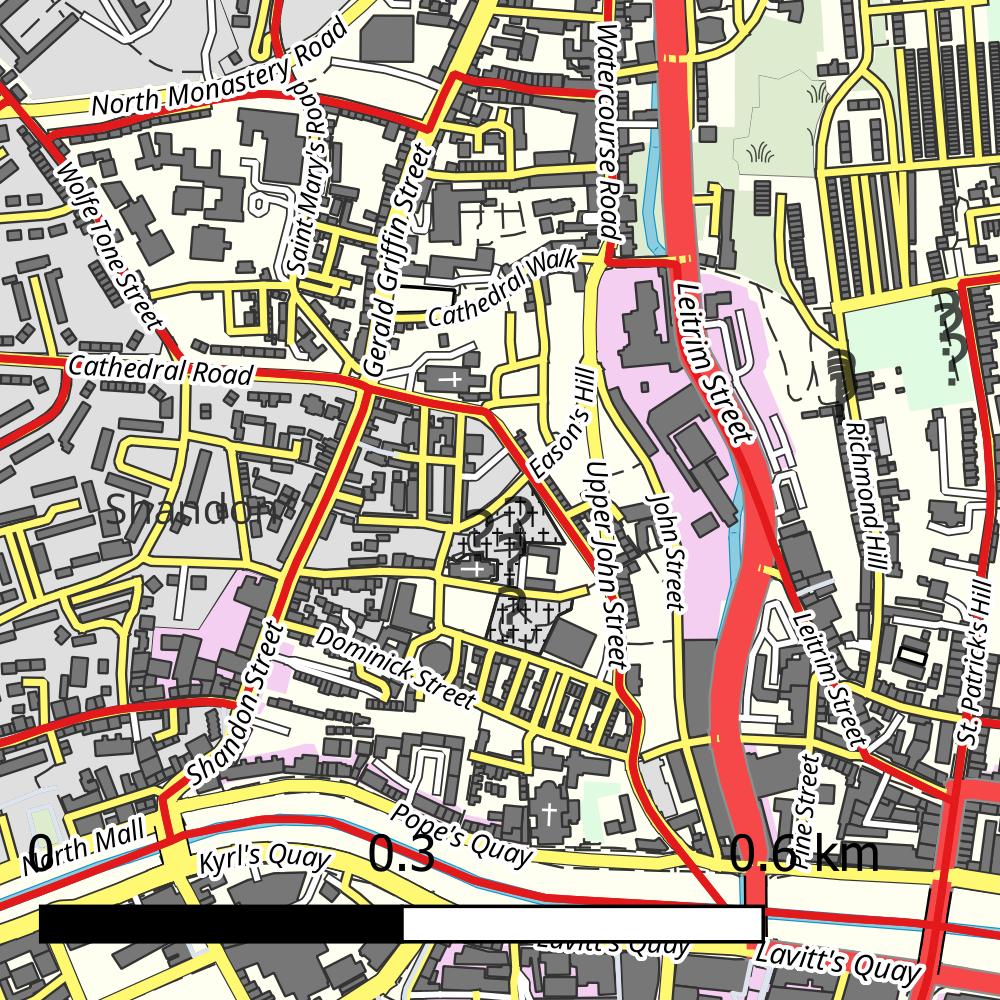 North Monastery Road
Watercourse Road
Saint Mary's Road
Wolfe Tone Street
Gerald Griffin Street
Cathedral Walk
Leitrim Street
Cathedral Road
Eason's Hill
Richmond Hill
Upper John Street
John Street
Shandon
Dominick Street
Leitrim Street
St. Patrick's Hill
Shandon Street
Pine Street
Pope's Quay
North Mall
Kyrl's Quay
0
0.3
0.6 km
Lavitt's Quay
Lavitt's Quay